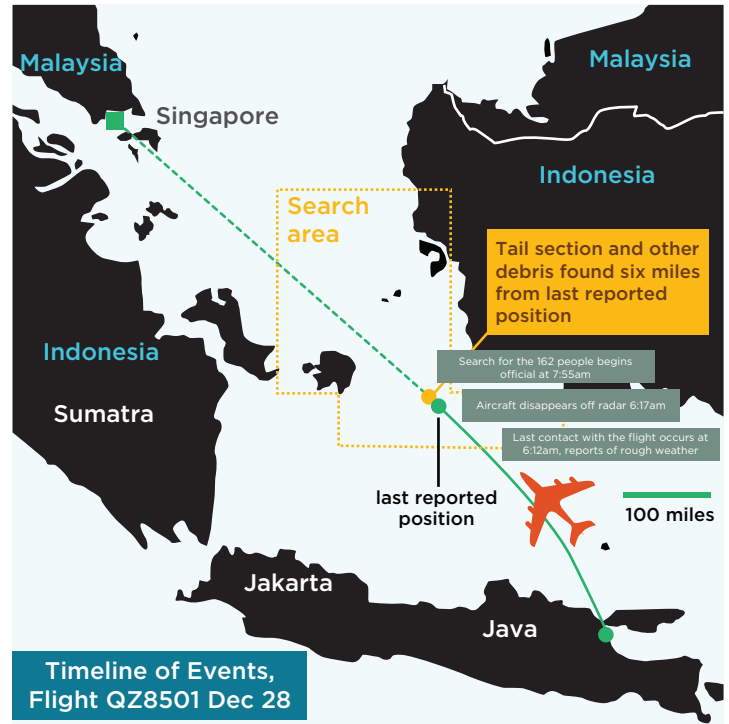 Malaysia
Malaysia
Singapore
Indonesia
Search
area
Tail section and other
debris found six miles
from last reported
position
Indonesia
Search for the 162 people begins
official at 7:55am
Sumatra
Aircraft disappears off radar 6:17am
Last contact with the flight occurs at
6:12am, reports of rough weather
last reported
position
100 miles
Jakarta
Java
Timeline of Events,
Flight QZ8501 Dec 28